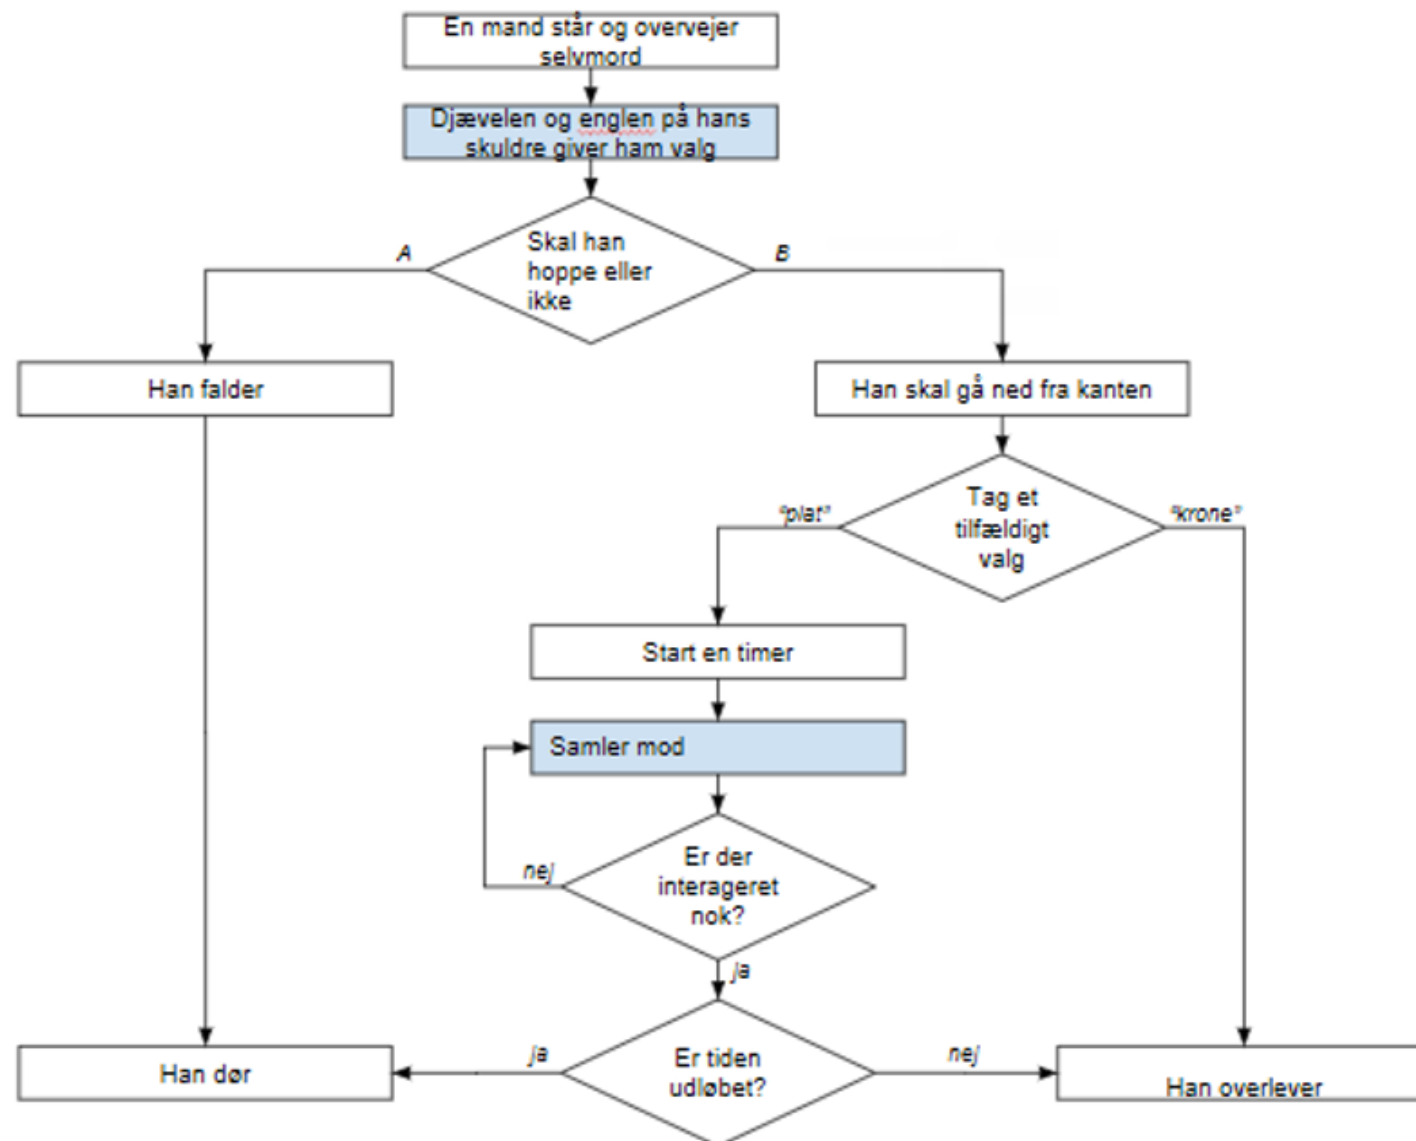 En mand står og overvejer
selvmord
Djævelen og englen på hans
skuldre giver ham valg
A
Skal han
hoppe eller
ikke
B
Han falder
Han skal gå ned fra kanten
"plat"
Tag et
tilfældigt
valg
"krone"
Start en timer
Samler mod
nej
Er der
interageret
nok?
ja
ja
Er tiden
udløbet?
nej
Han dør
Han overlever